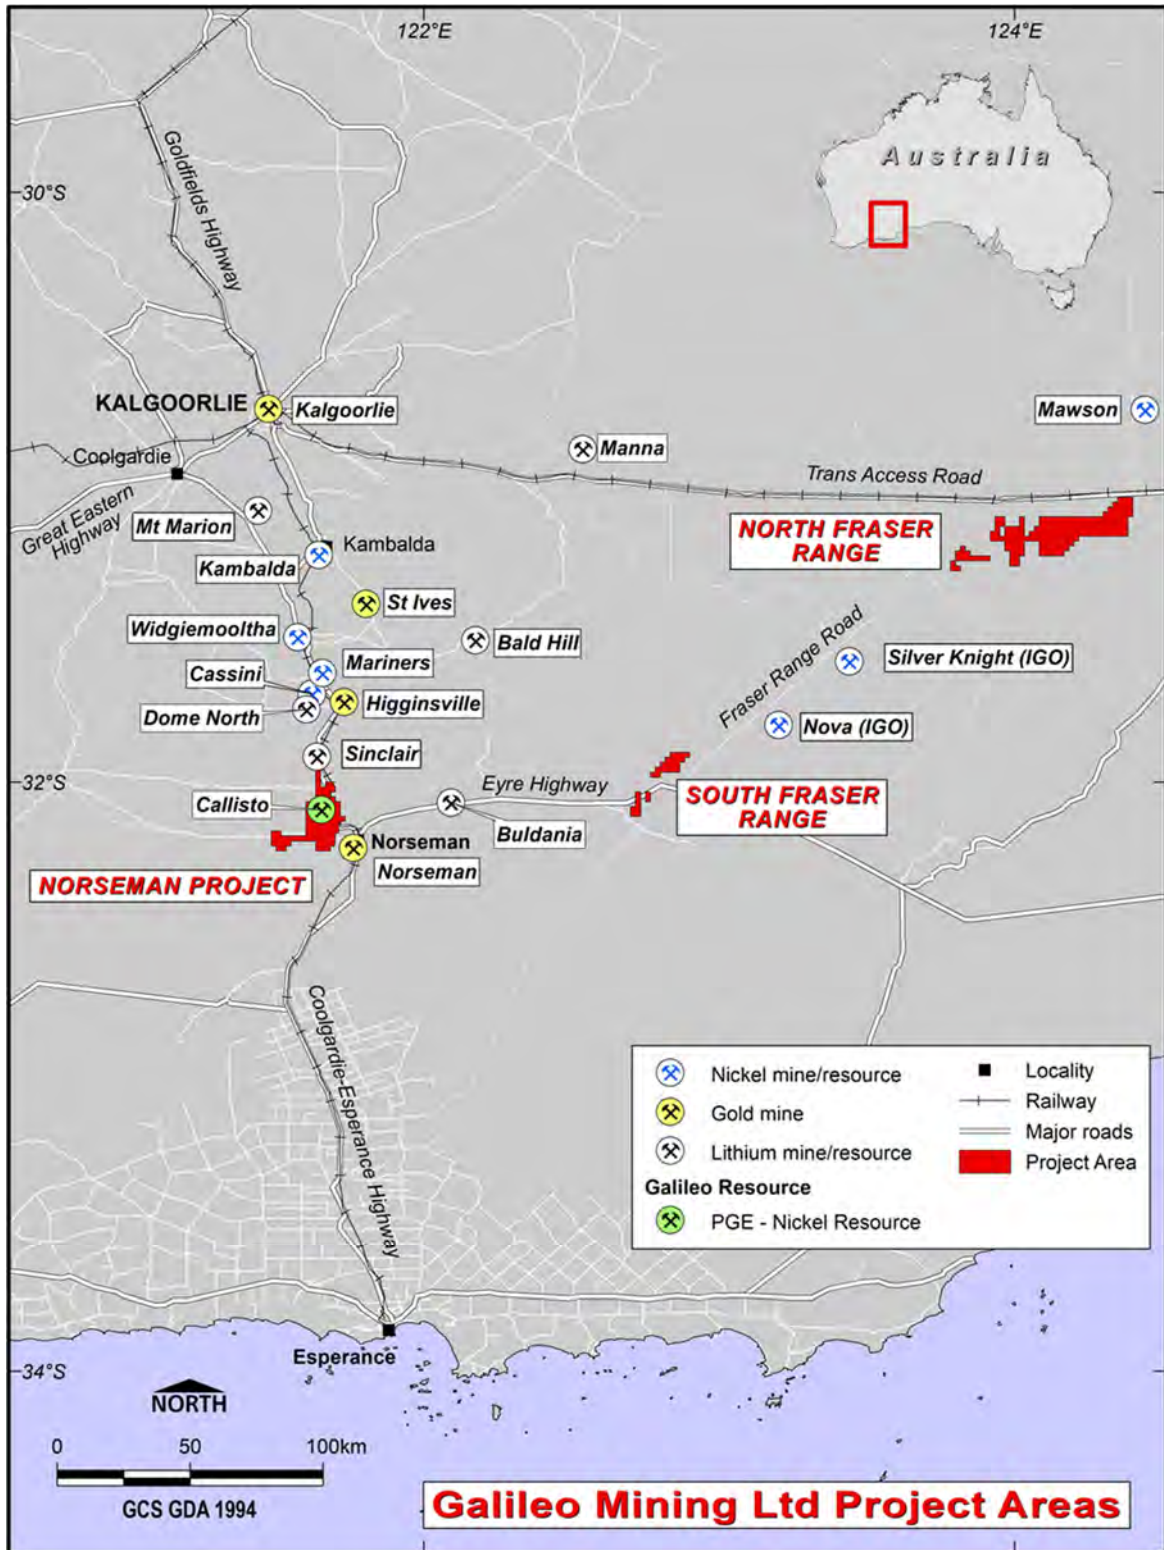 122°E
124°E
Australia
30°S
Goldfields Highway
KALGOORLIE
Kalgoorlie
Mawson
Manna
Coolgardie
Trans Access Road
Great Eastern
Highway
Mt Marion
NORTH FRASER
RANGE
Kambalda
Kambalda
St Ives
Widgiemooltha
Bald Hill
Mariners
Fraser Range Road
Silver Knight (IGO)
Cassini
Higginsville
Dome North
Nova (IGO)
Sinclair
32°S
Eyre Highway
Callisto
SOUTH FRASER
RANGE
Buldania
Norseman
Norseman
NORSEMAN PROJECT
Coolgardie-Esperance Highway
Nickel mine/resource
Gold mine
Lithium mine/resource
Galileo Resource
PGE - Nickel Resource
Locality
Railway
Major roads
Project Area
Esperance
34°S
NORTH
0 50 100km
GCS GDA 1994
Galileo Mining Ltd Project Areas